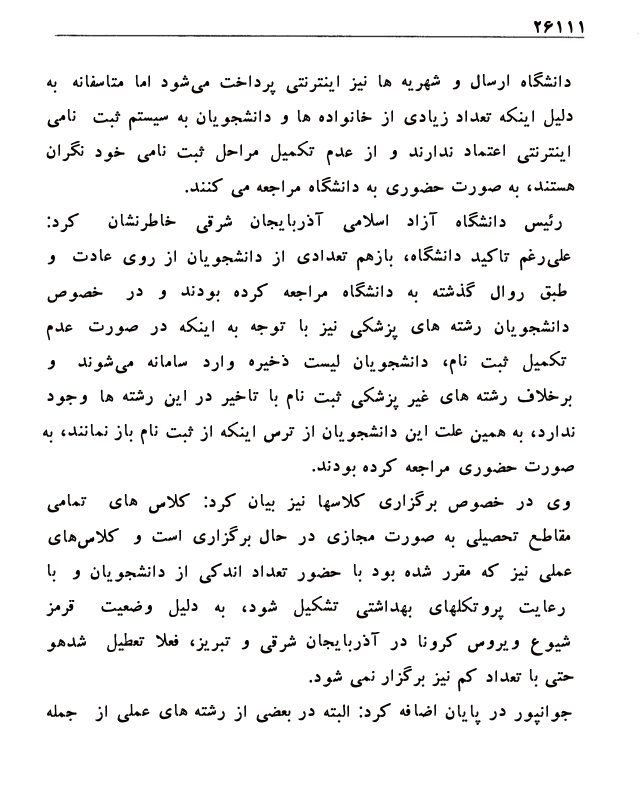 ۲۶۱۱۱
دانشگاه ارسال و شهریه ها نیز اینترنتی پرداخت می‌شود اما متاسفانه به
دلیل اینکه تعداد زیادی از خانواده ها و دانشجویان به سیستم ثبت نامی
اینترنتی اعتماد ندارند و از عدم تکمیل مراحل ثبت نامی خود نگران
هستند، به صورت حضوری به دانشگاه مراجعه می کنند.
رئیس دانشگاه آزاد اسلامی آذربایجان شرقی خاطرنشان کرد:
علی‌رغم تاکید دانشگاه، بازهم تعدادی از دانشجویان از روی عادت و
طبق روال گذشته به دانشگاه مراجعه کرده بودند و در خصوص
دانشجویان رشته های پزشکی نیز با توجه به اینکه در صورت عدم
تکمیل ثبت نام، دانشجویان لیست ذخیره وارد سامانه می‌شوند و
برخلاف رشته های غیر پزشکی ثبت نام با تاخیر در این رشته ها وجود
ندارد، به همین علت این دانشجویان از ترس اینکه از ثبت نام باز نمانند، به
صورت حضوری مراجعه کرده بودند.
وی در خصوص برگزاری کلاسها نیز بیان کرد: کلاس های تمامی
مقاطع تحصیلی به صورت مجازی در حال برگزاری است و کلاس‌های
عملی نیز که مقرر شده بود با حضور تعداد اندکی از دانشجویان و با
رعایت پروتکلهای بهداشتی تشکیل شود، به دلیل وضعیت قرمز
شیوع ویروس کرونا در آذربایجان شرقی و تبریز، فعلا تعطیل شدهو
حتی با تعداد کم نیز برگزار نمی شود.
جوانپور در پایان اضافه کرد: البته در بعضی از رشته های عملی از جمله